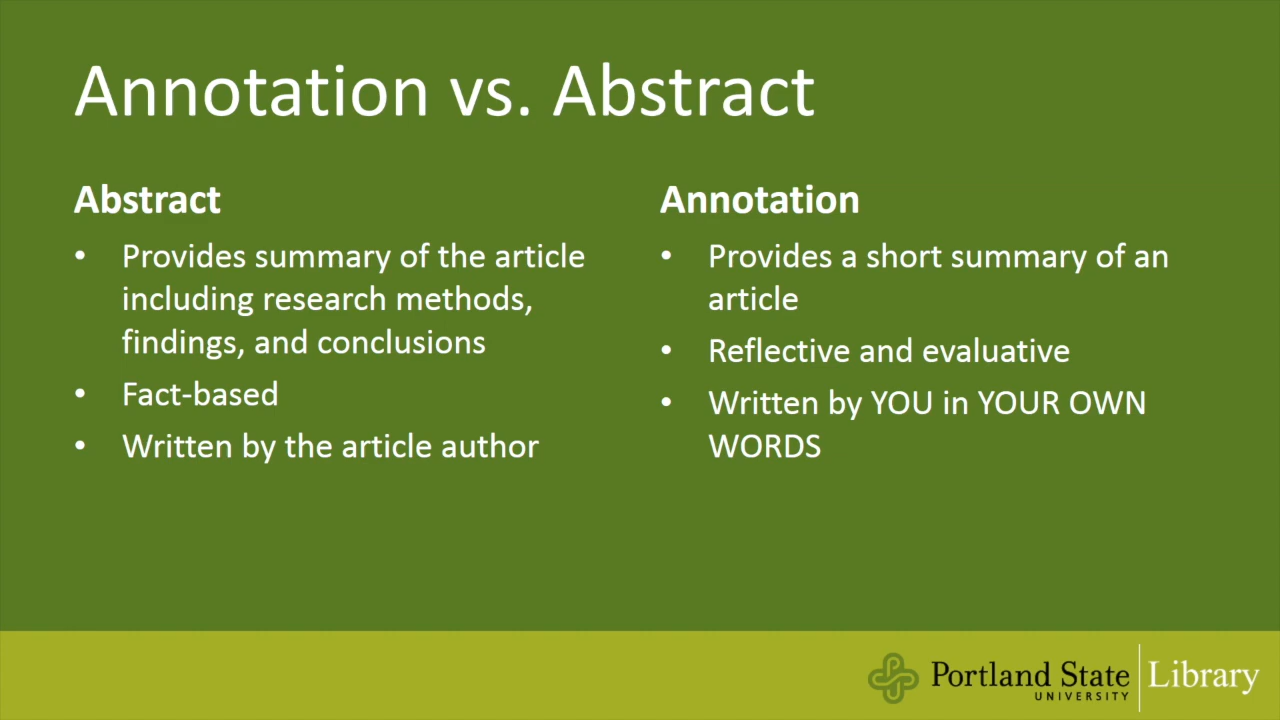 Annotation vs. Abstract
Abstract
• Provides summary of the article
including research methods,
findings, and conclusions
• Fact-based
• Written by the article author
Annotation
• Provides a short summary of an
article
• Reflective and evaluative
• Written by YOU in YOUR OWN
WORDS
Portland State
UNIVERSITY
Library